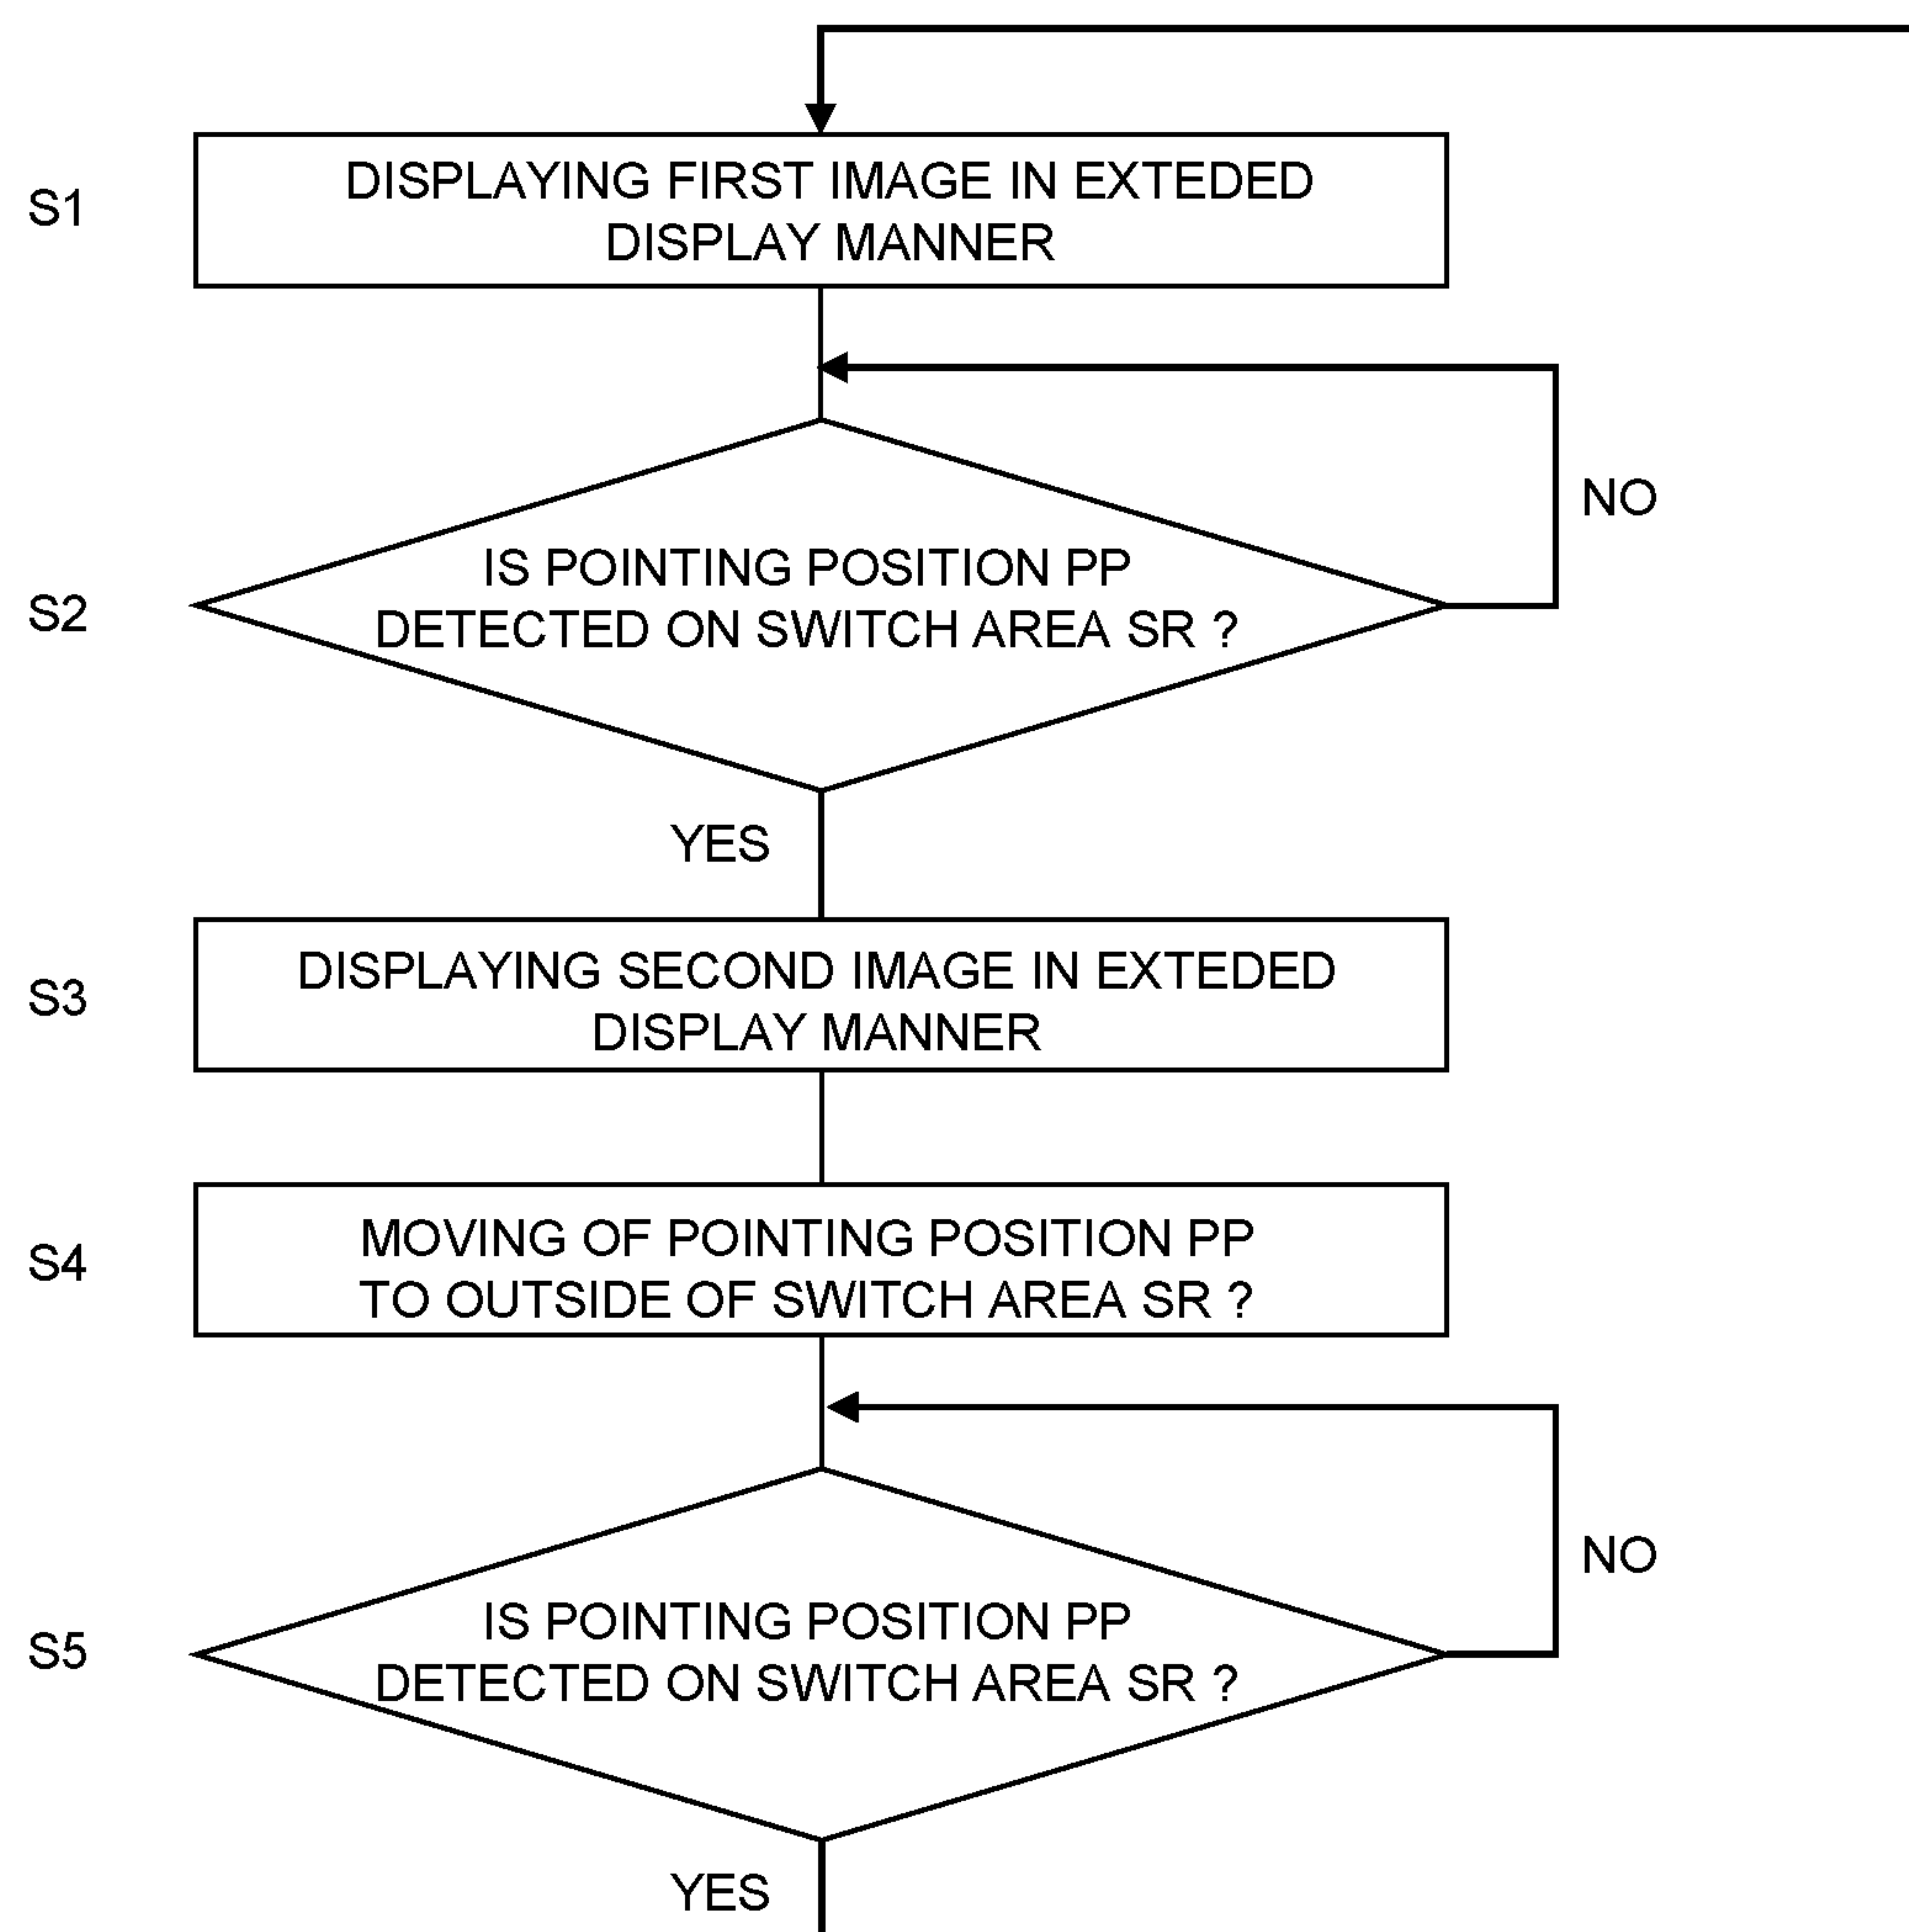 S1
DISPLAYING FIRST IMAGE IN EXTEDED
DISPLAY MANNER
NO
S2
IS POINTING POSITION PP
DETECTED ON SWITCH AREA SR ?
YES
S3
DISPLAYING SECOND IMAGE IN EXTEDED
DISPLAY MANNER
S4
MOVING OF POINTING POSITION PP
TO OUTSIDE OF SWITCH AREA SR ?
NO
S5
IS POINTING POSITION PP
DETECTED ON SWITCH AREA SR ?
YES